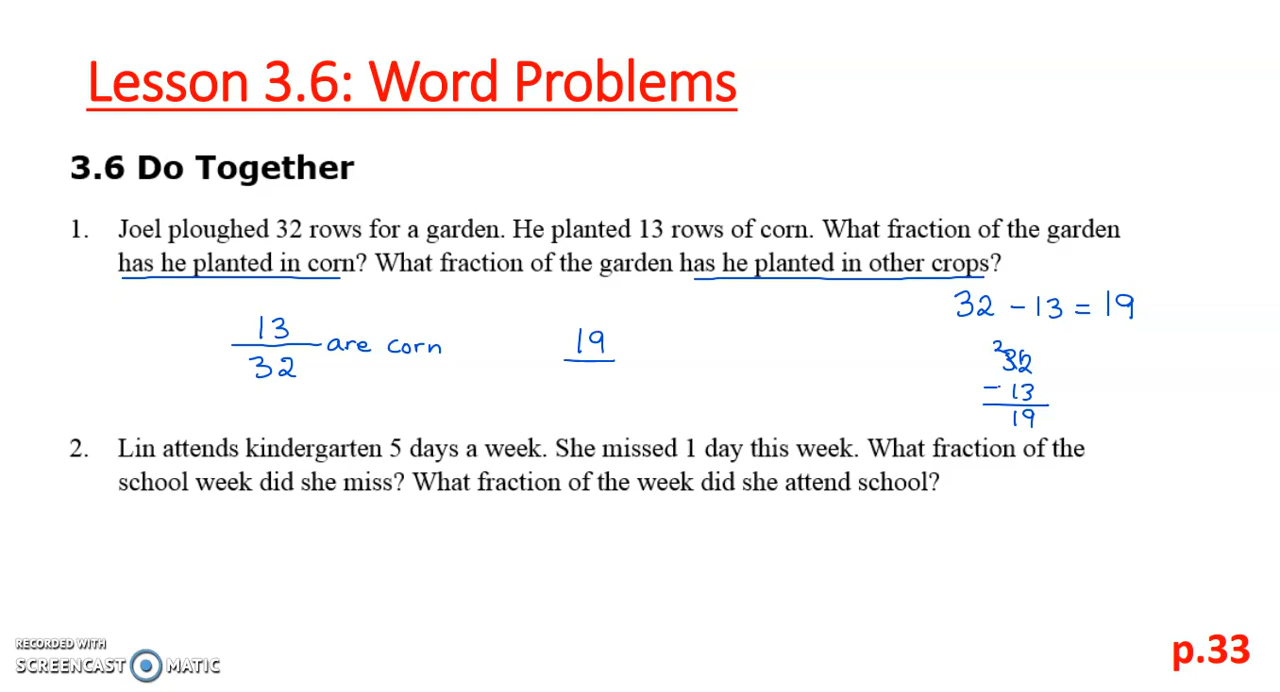 Lesson 3.6: Word Problems
3.6 Do Together
1. Joel ploughed 32 rows for a garden. He planted 13 rows of corn. What fraction of the garden
has he planted in corn? What fraction of the garden has he planted in other crops?
32 - 13 = 19
13
32
are corn
19
2
32
- 13
19
2. Lin attends kindergarten 5 days a week. She missed 1 day this week. What fraction of the
school week did she miss? What fraction of the week did she attend school?
RECORDED WITH
SCREENCAST MATIC
p.33